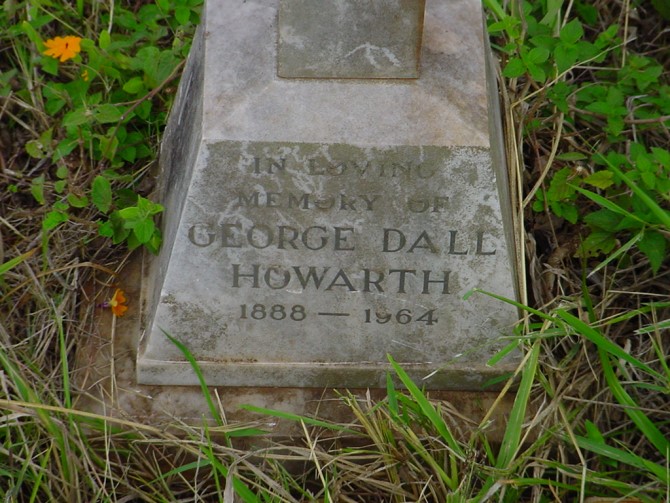 IN LOVING
MEMORY OF
GEORGE DALL
HOWARTH
1888 — 1964